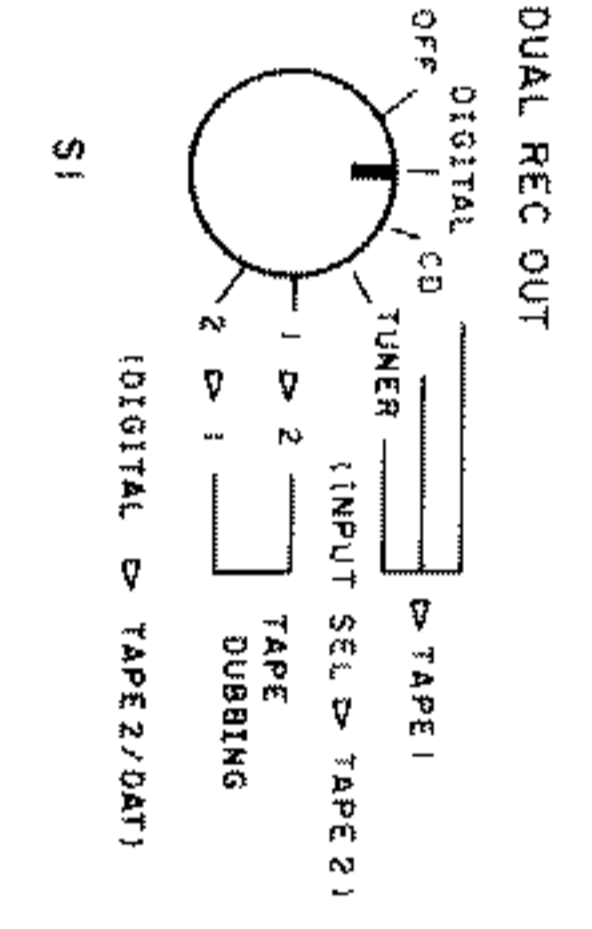 DUAL REC OUT
OFF
DIGITAL
CD
TUNER
▷ TAPE 1
(INPUT SEL ▷ TAPE 2)
1 ▷ 2
2 ▷ 1
TAPE
DUBBING
(DIGITAL ▷ TAPE 2/DAT)
S1